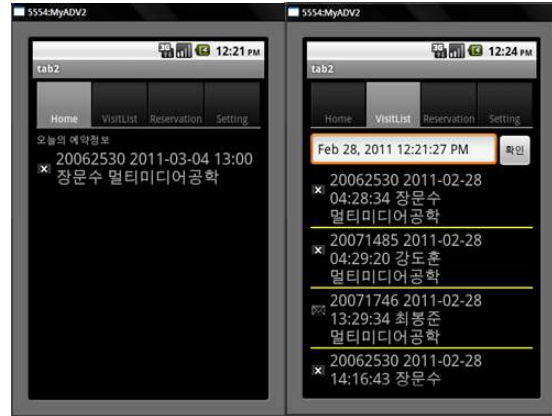 5554:MyADV2
3G 12:21 PM
tab2
Home VisitList Reservation Setting
오늘의 예약정보
20062530 2011-03-04 13:00
장문수 멀티미디어공학
5554:MyADV2
3G 12:24 PM
tab2
Home VisitList Reservation Setting
Feb 28, 2011 12:21:27 PM 확인
20062530 2011-02-28
04:28:34 장문수
멀티미디어공학
20071485 2011-02-28
04:29:20 강도훈
멀티미디어공학
20071746 2011-02-28
13:29:34 최봉준
멀티미디어공학
20062530 2011-02-28
14:16:43 장문수